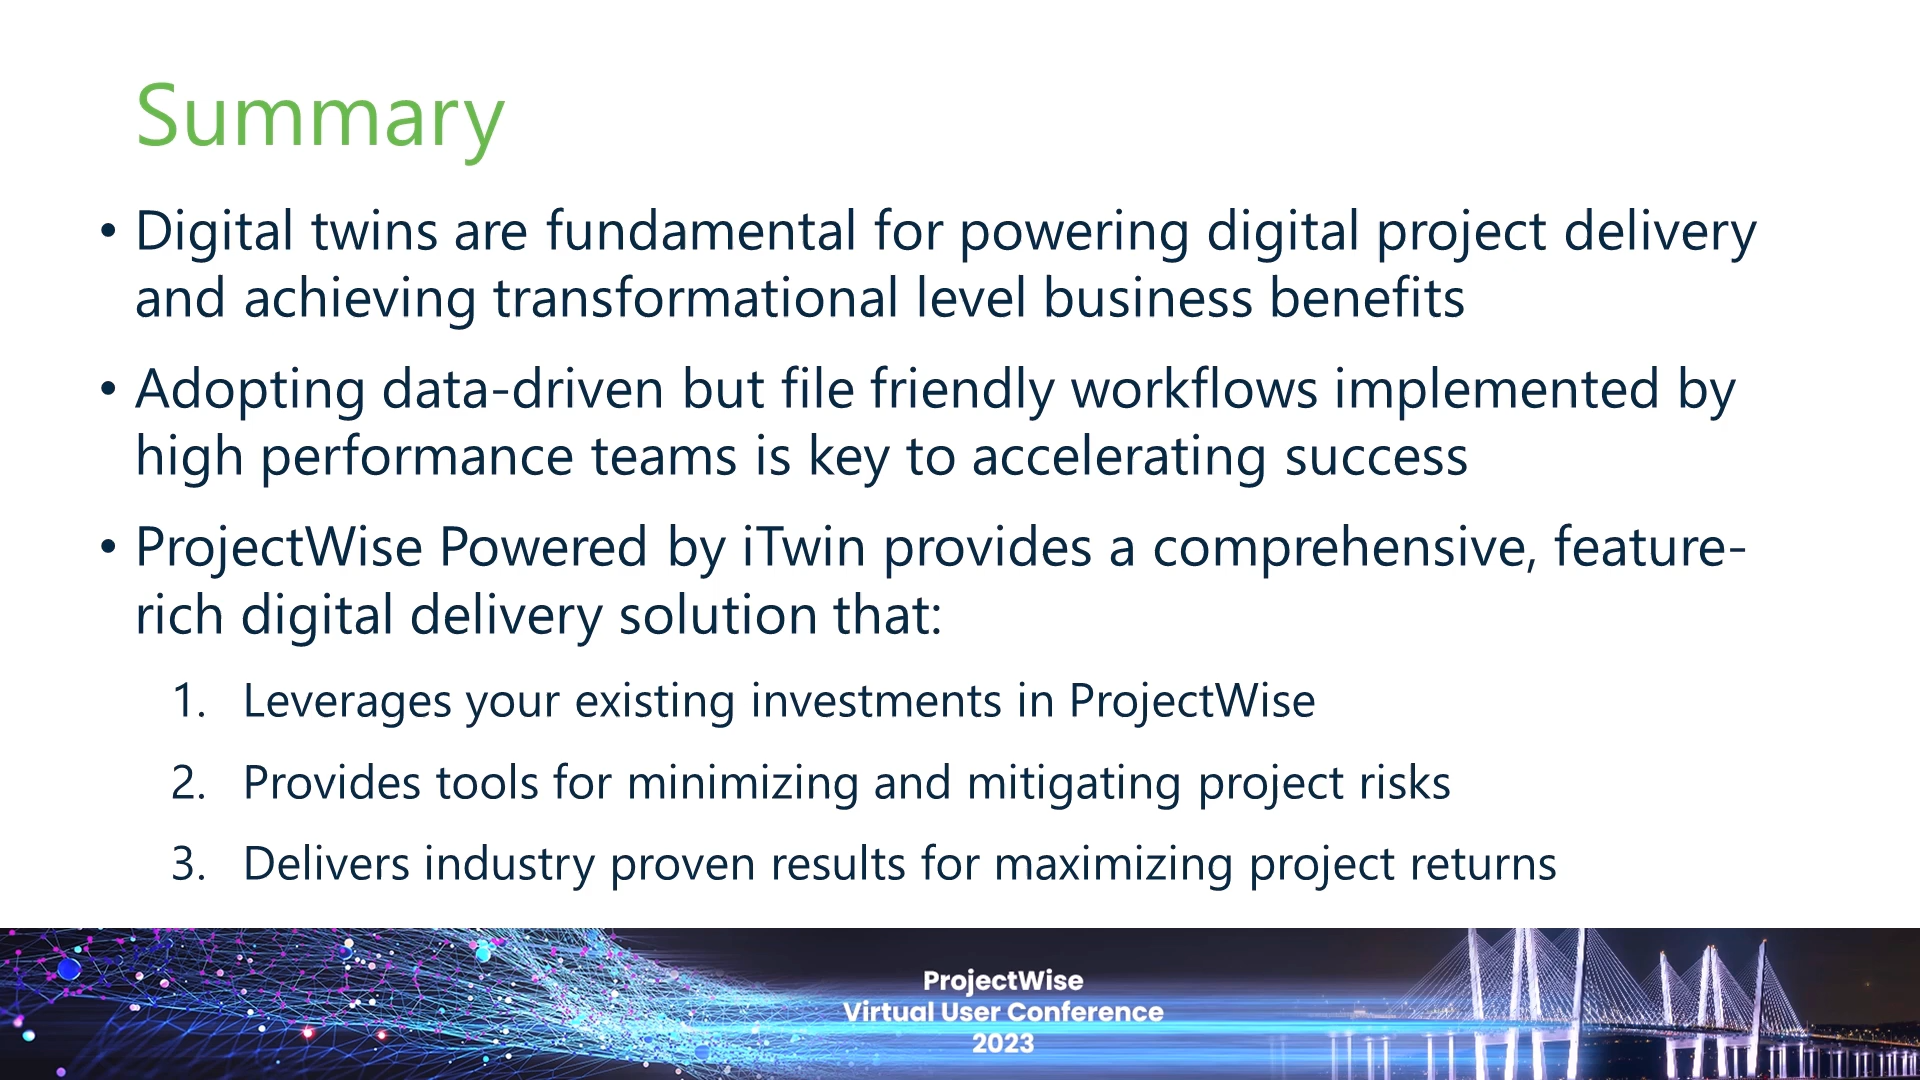 Summary
• Digital twins are fundamental for powering digital project delivery
and achieving transformational level business benefits
• Adopting data-driven but file friendly workflows implemented by
high performance teams is key to accelerating success
• ProjectWise Powered by iTwin provides a comprehensive, feature-
rich digital delivery solution that:
1. Leverages your existing investments in ProjectWise
2. Provides tools for minimizing and mitigating project risks
3. Delivers industry proven results for maximizing project returns
ProjectWise
Virtual User Conference
2023